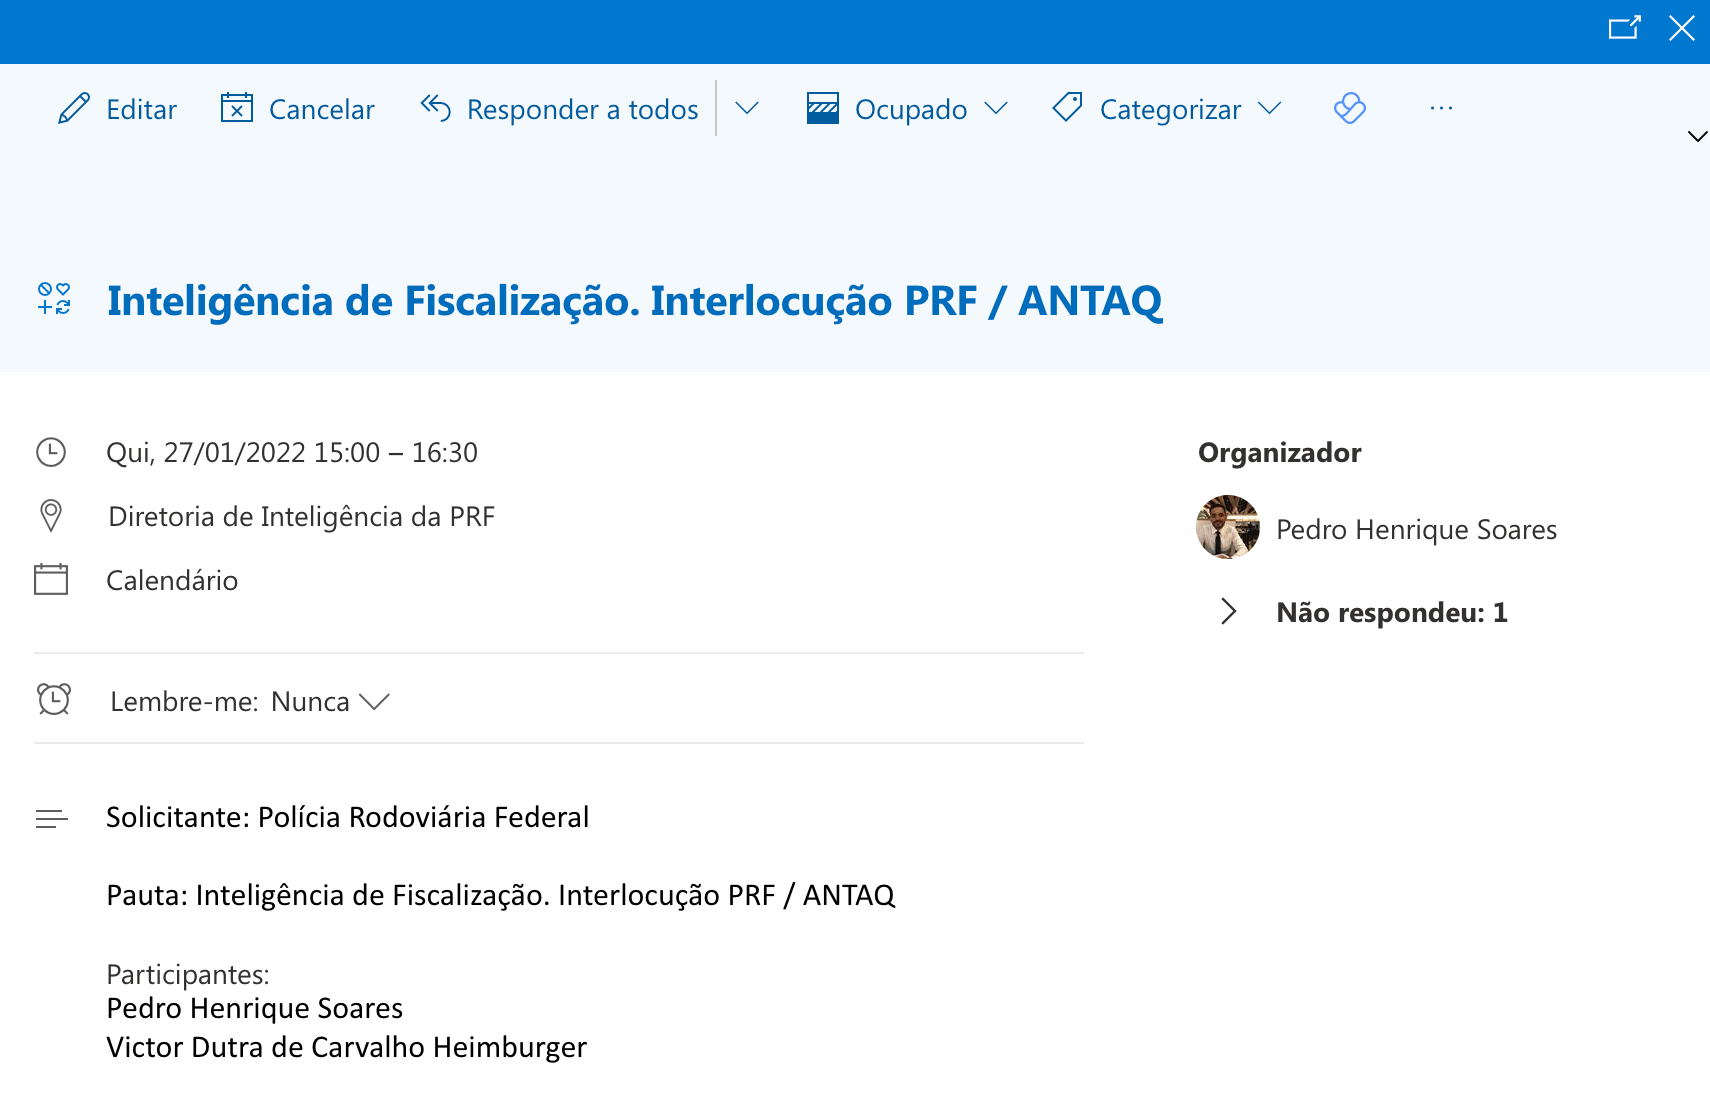 Editar Cancelar Responder a todos Ocupado Categorizar ...
Inteligência de Fiscalização. Interlocução PRF / ANTAQ
Qui, 27/01/2022 15:00 – 16:30
Diretoria de Inteligência da PRF
Calendário
Lembre-me: Nunca
Solicitante: Polícia Rodoviária Federal
Pauta: Inteligência de Fiscalização. Interlocução PRF / ANTAQ
Participantes:
Pedro Henrique Soares
Victor Dutra de Carvalho Heimburger
Organizador
Pedro Henrique Soares
Não respondeu: 1